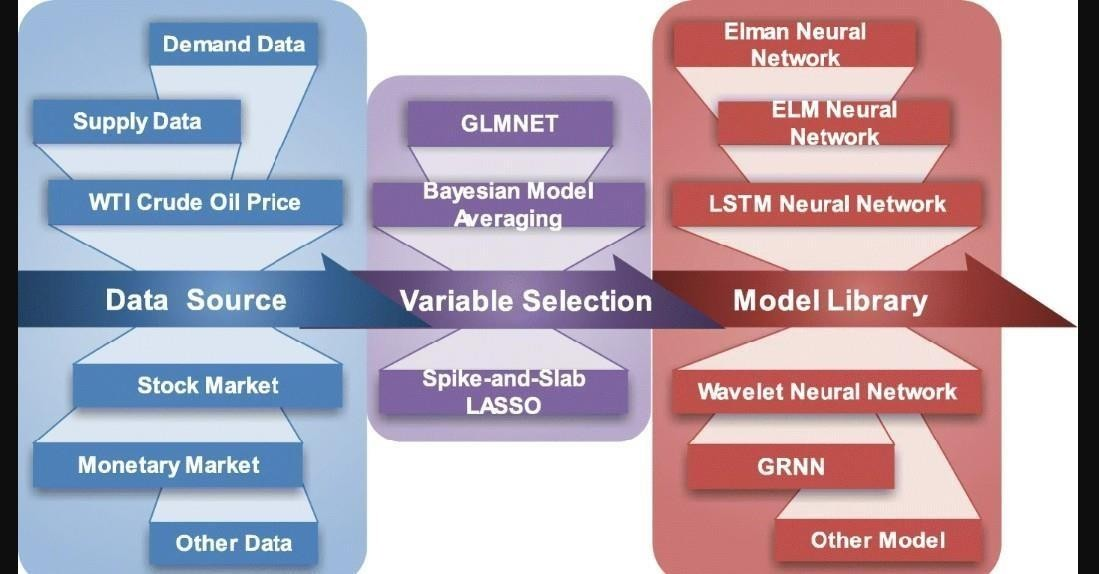 Demand Data
Supply Data
WTI Crude Oil Price
Data Source
Stock Market
Monetary Market
Other Data
GLMNET
Bayesian Model
Averaging
Variable Selection
Spike-and-Slab
LASSO
Elman Neural
Network
ELM Neural
Network
LSTM Neural Network
Model Library
Wavelet Neural Network
GRNN
Other Model